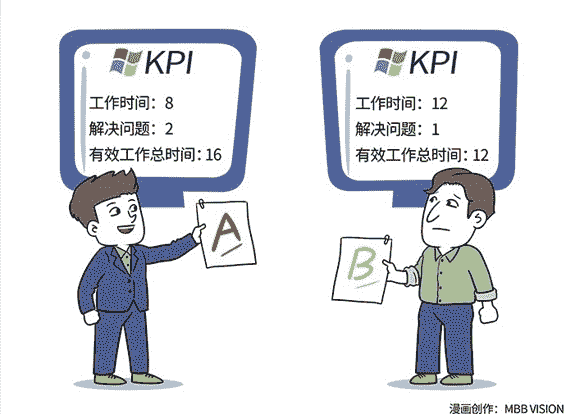 KPI
工作时间：8
解决问题：2
有效工作总时间：16
A
KPI
工作时间：12
解决问题：1
有效工作总时间：12
B
漫画创作：MBB VISION